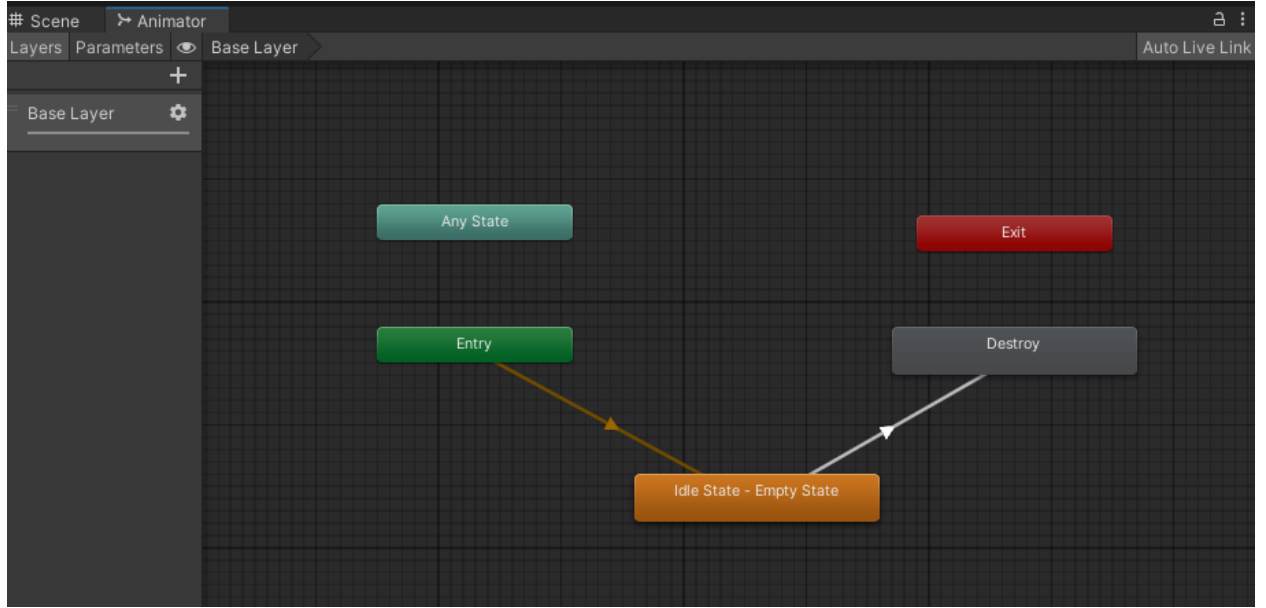 Scene Animator
Layers Parameters Base Layer Auto Live Link
Base Layer
Any State
Exit
Entry
Destroy
Idle State - Empty State